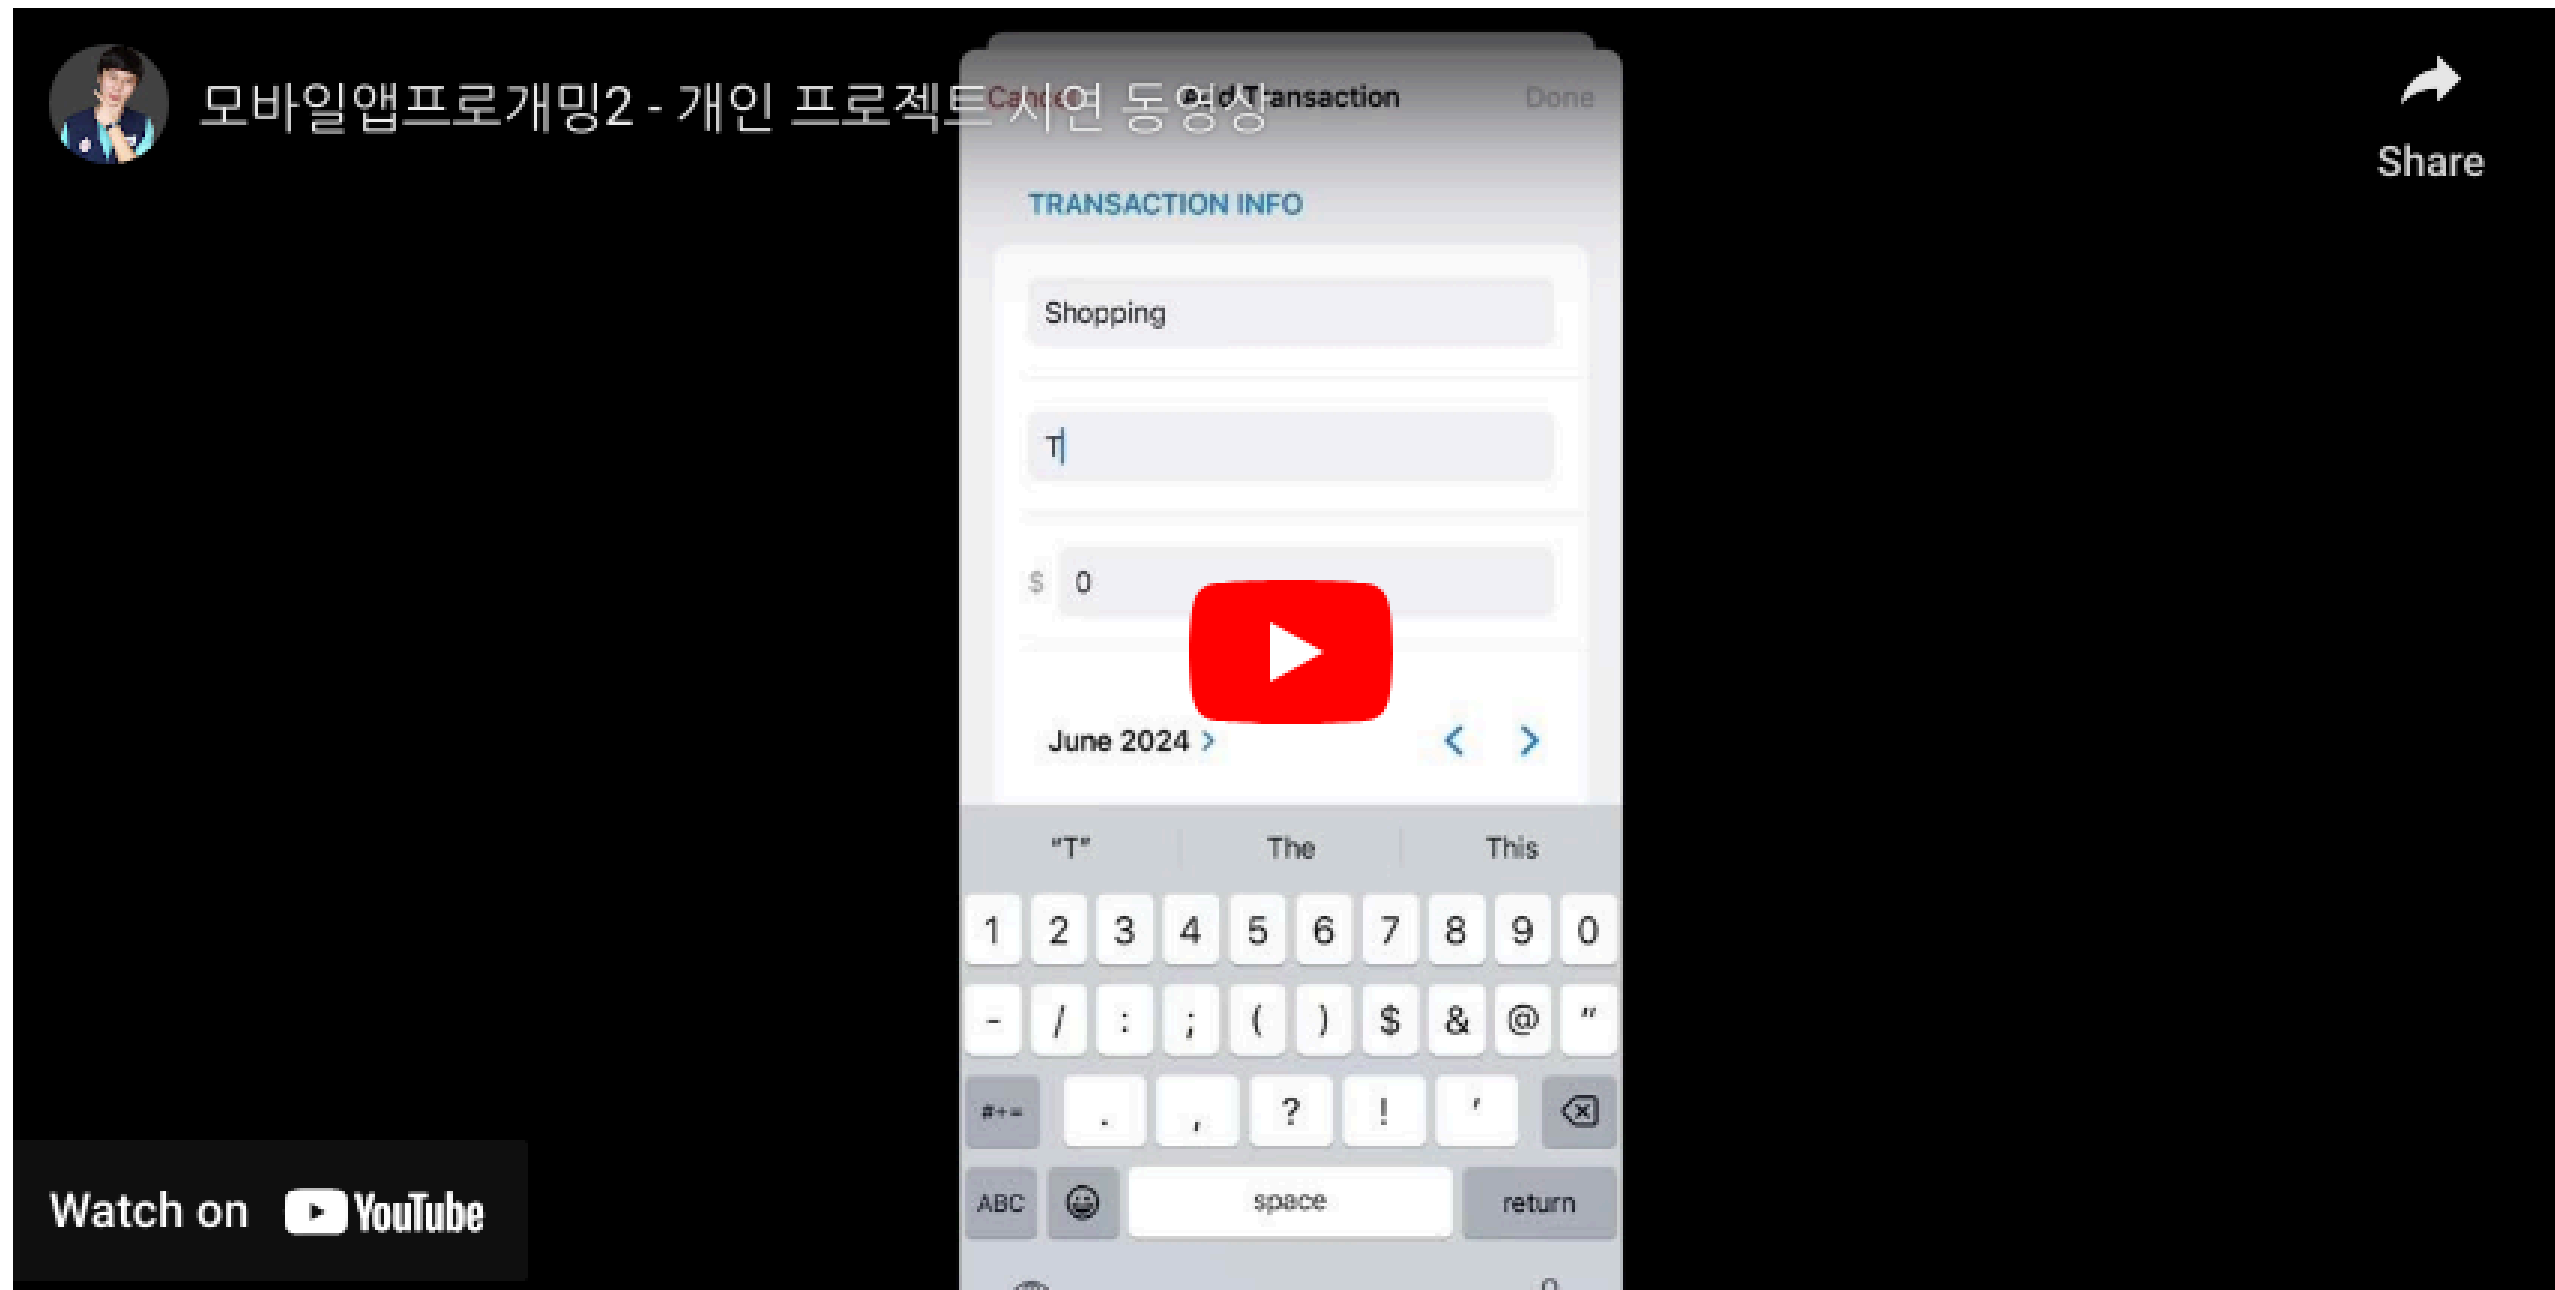 모바일앱프로개밍2 - 개인 프로젝트 시연 동영상
Cancel Add Transaction Done
Share
TRANSACTION INFO
Shopping
T
$ 0
June 2024
"T" The This
1 2 3 4 5 6 7 8 9 0
- / : ; ( ) $ & @ "
#+= . , ? ! '
ABC space return
Watch on YouTube